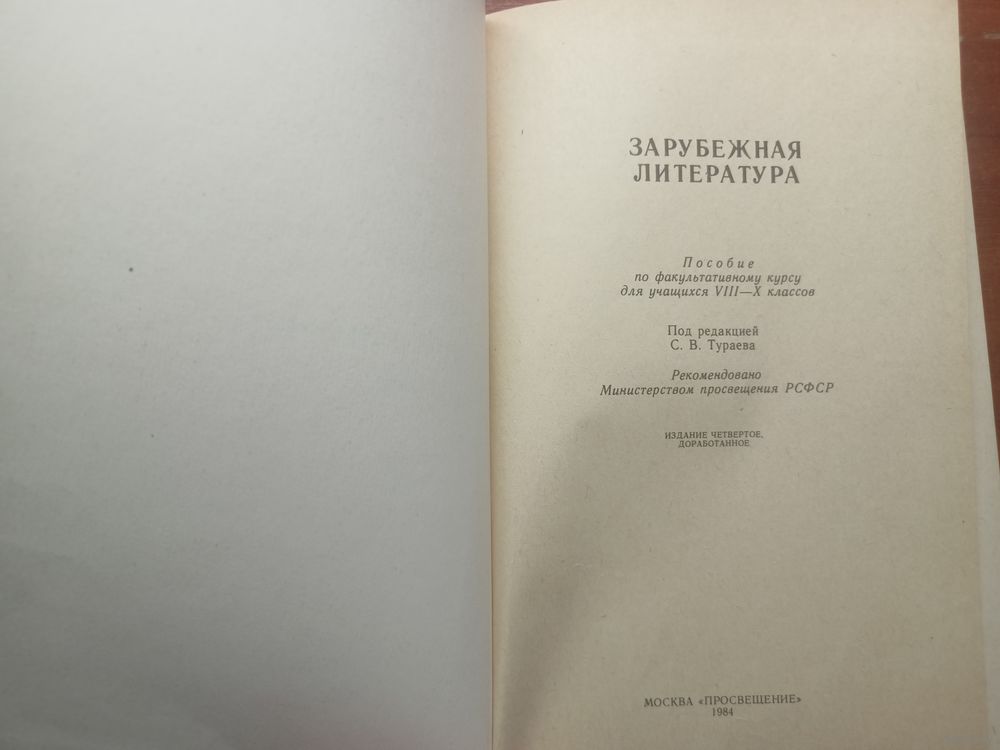 ЗАРУБЕЖНАЯ
ЛИТЕРАТУРА
Пособие
по факультативному курсу
для учащихся VIII—X классов
Под редакцией
С. В. Тураева
Рекомендовано
Министерством просвещения РСФСР
ИЗДАНИЕ ЧЕТВЕРТОЕ,
ДОРАБОТАННОЕ
МОСКВА «ПРОСВЕЩЕНИЕ»
1984